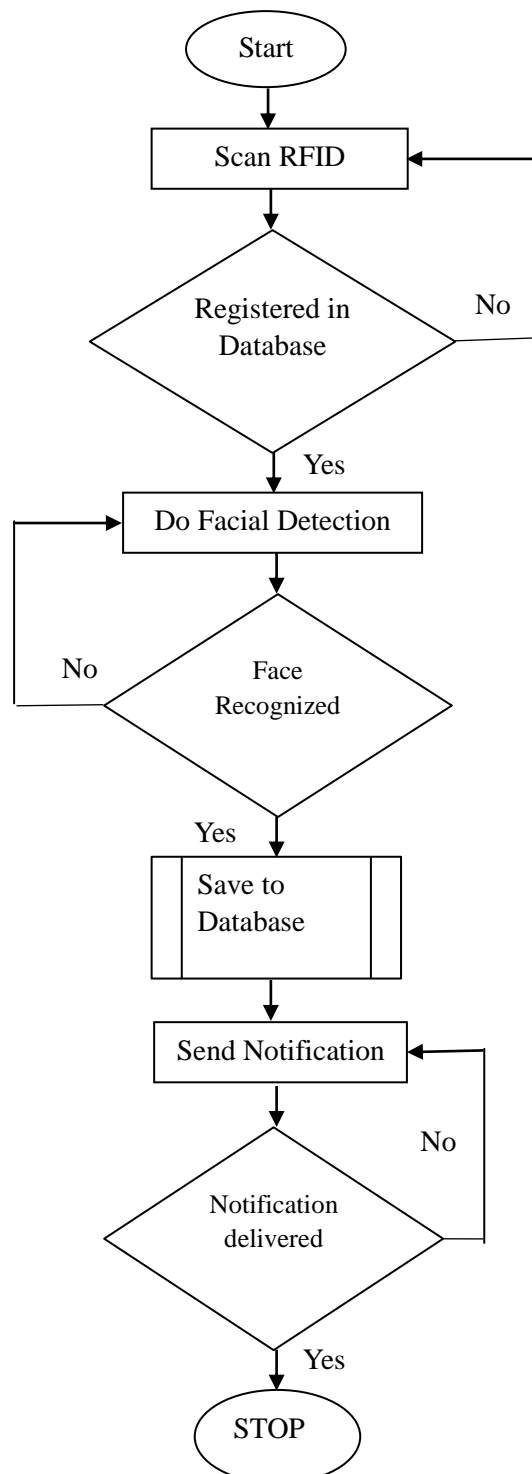 Start
Scan RFID
Registered in
Database
No
Yes
Do Facial Detection
No
Face
Recognized
Yes
Save to
Database
Send Notification
No
Notification
delivered
Yes
STOP